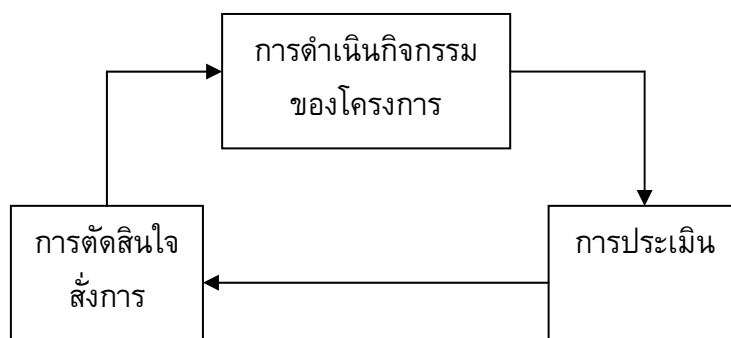 การดำเนินกิจกรรม
ของโครงการ
การตัดสินใจ
สั่งการ
การประเมิน